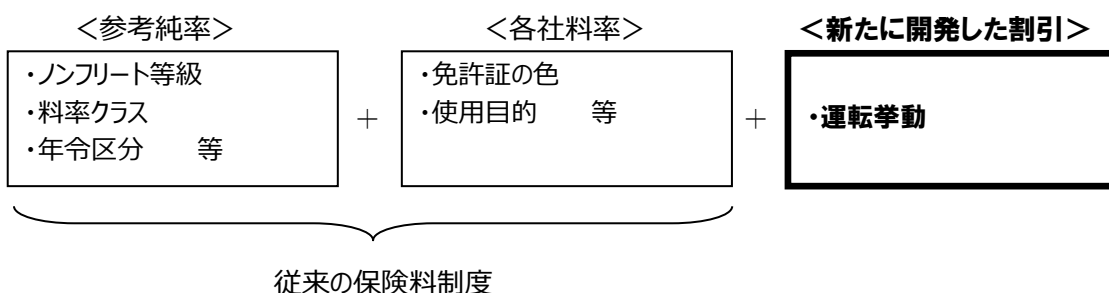 <参考純率>
・ノンフリート等級
・料率クラス
・年令区分　　等
+
<各社料率>
・免許証の色
・使用目的　　等
+
<新たに開発した割引>
・運転挙動
従来の保険料制度